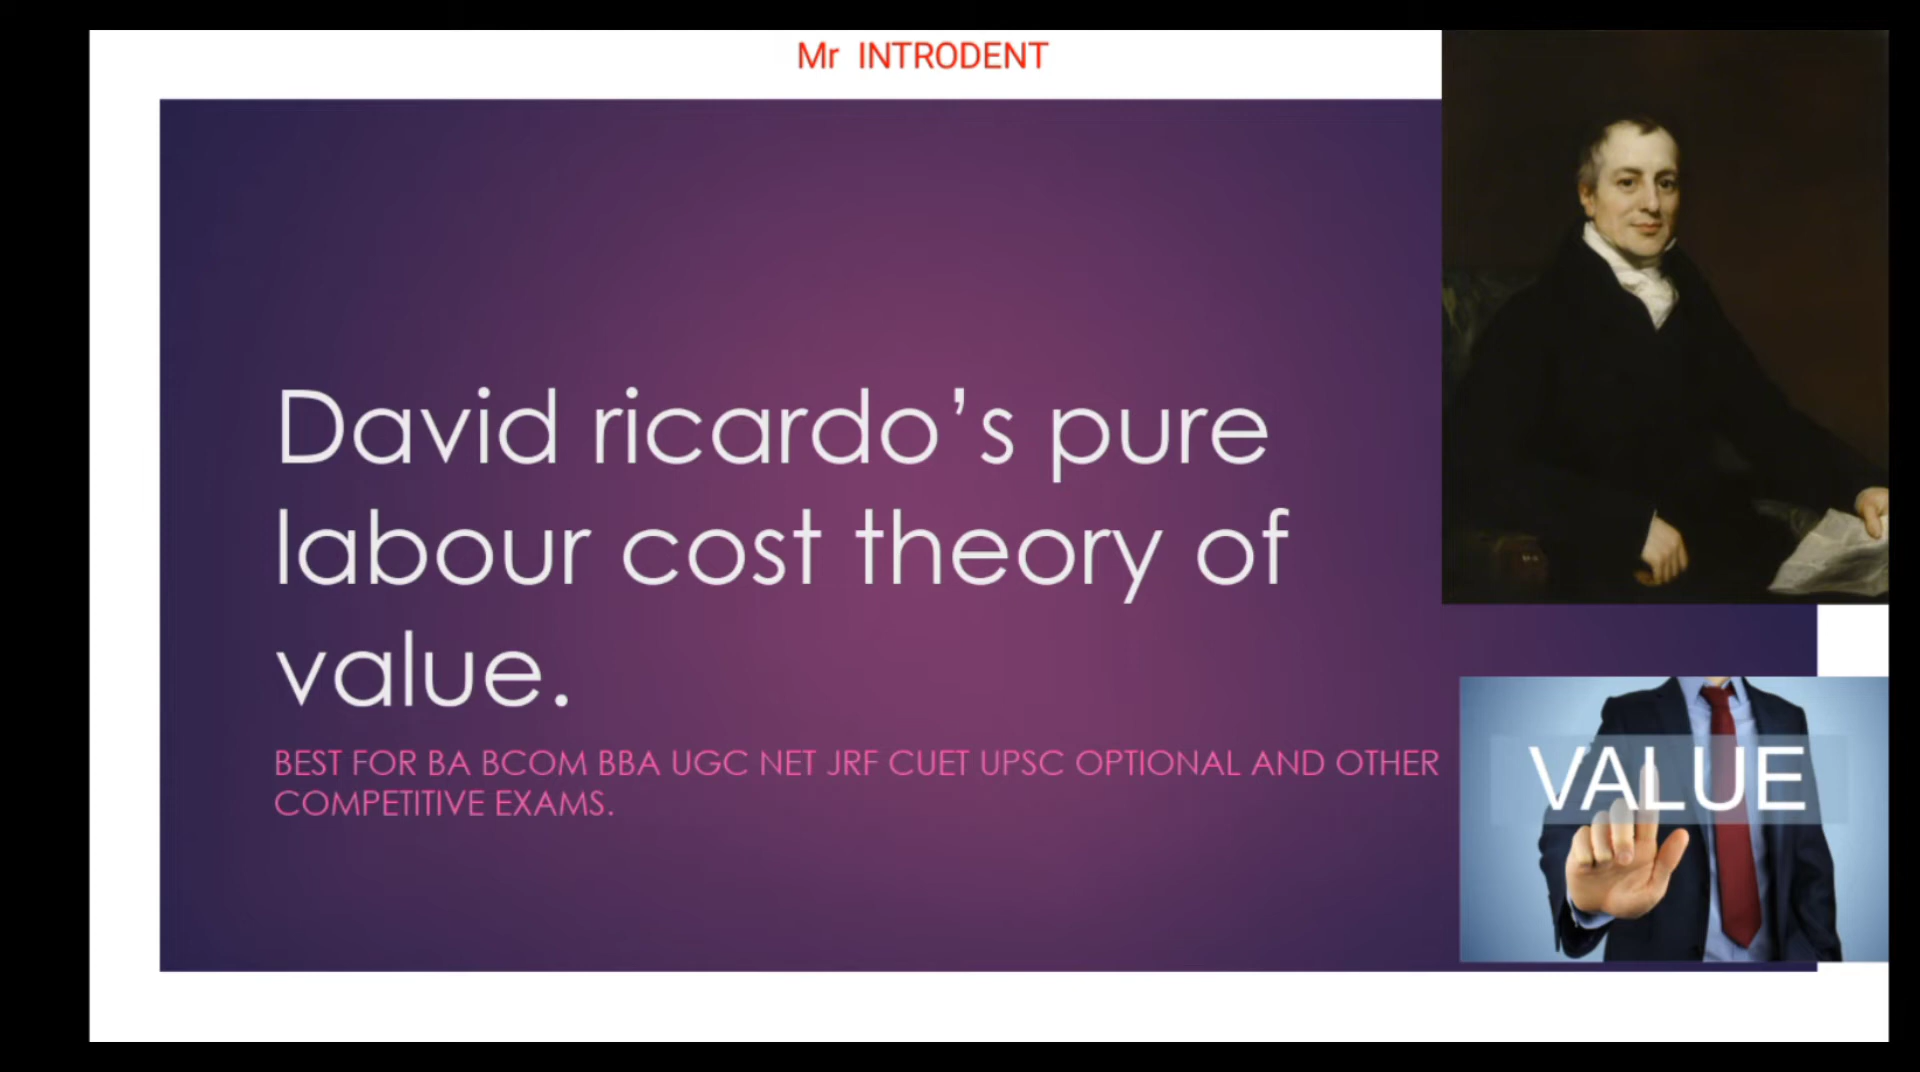 Mr INTRODENT
David ricardo’s pure
labour cost theory of
value.
BEST FOR BA BCOM BBA UGC NET JRF CUET UPSC OPTIONAL AND OTHER
COMPETITIVE EXAMS.
VALUE